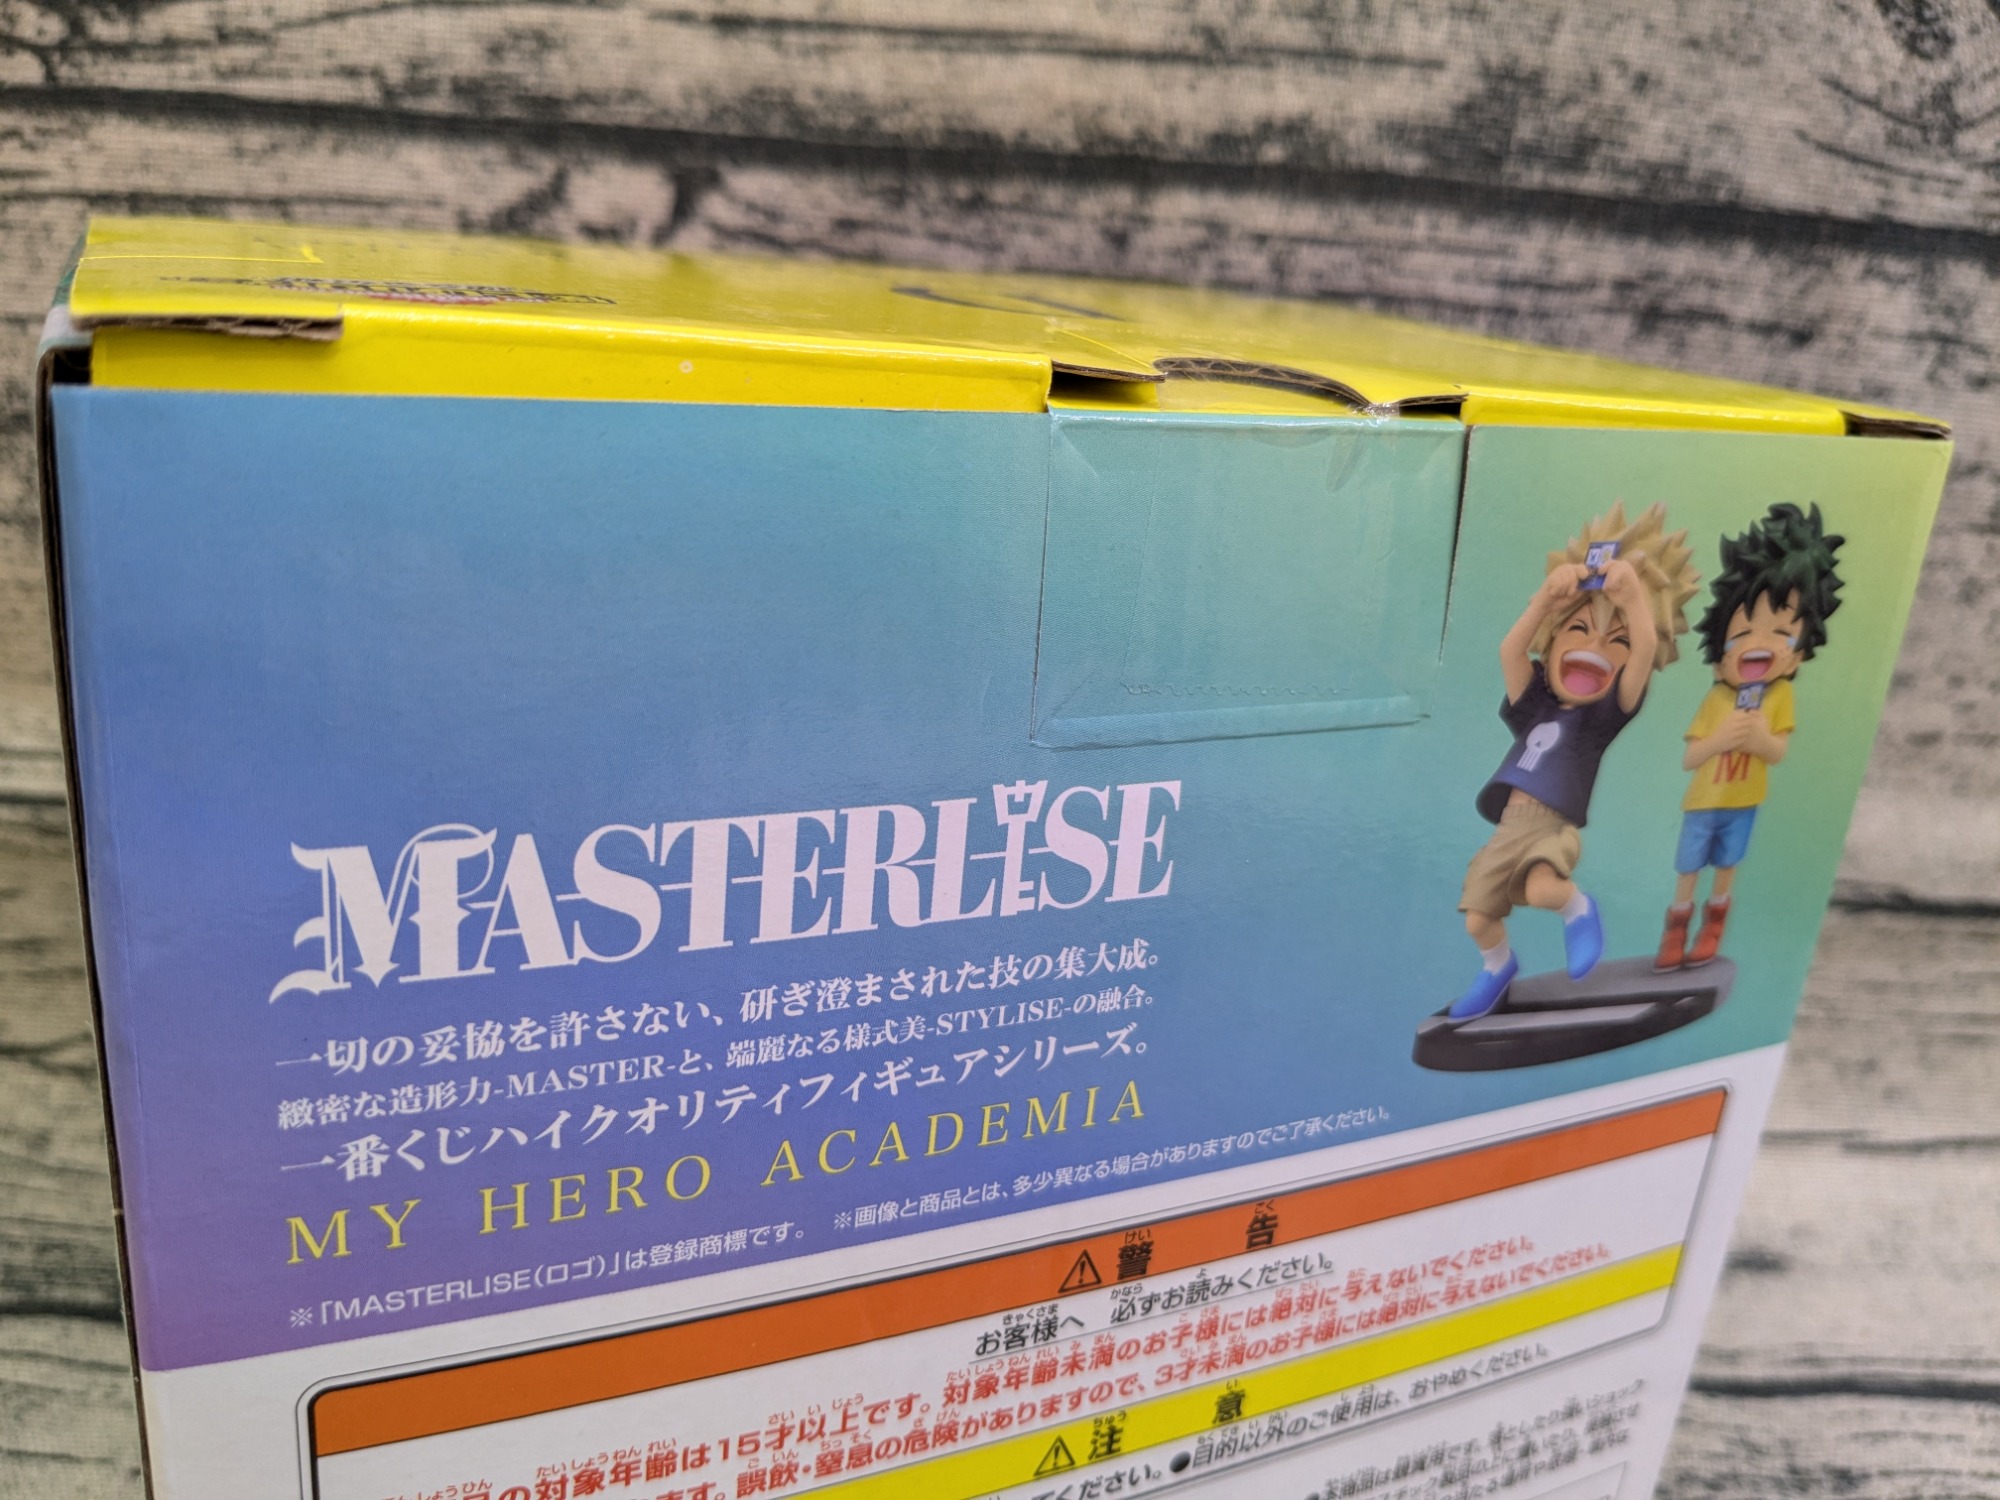 MASTERLISE
一切の妥協を許さない、研ぎ澄まされた技の集大成。
緻密な造形力-MASTER-と、端麗なる様式美-STYLISE-の融合。
一番くじハイクオリティフィギュアシリーズ。
MY HERO ACADEMIA
※「MASTERLISE(ロゴ)」は登録商標です。 ※画像と商品とは、多少異なる場合がありますのでご了承ください。
M
警告
お客様へ 必ずお読みください。
の対象年齢は15才以上です。対象年齢未満のお子様には絶対に与えないでください。
ます。誤飲・窒息の危険がありますので、3才未満のお子様には絶対に与えないでください。
注意
ください。●目的以外のご使用は、おやめください。